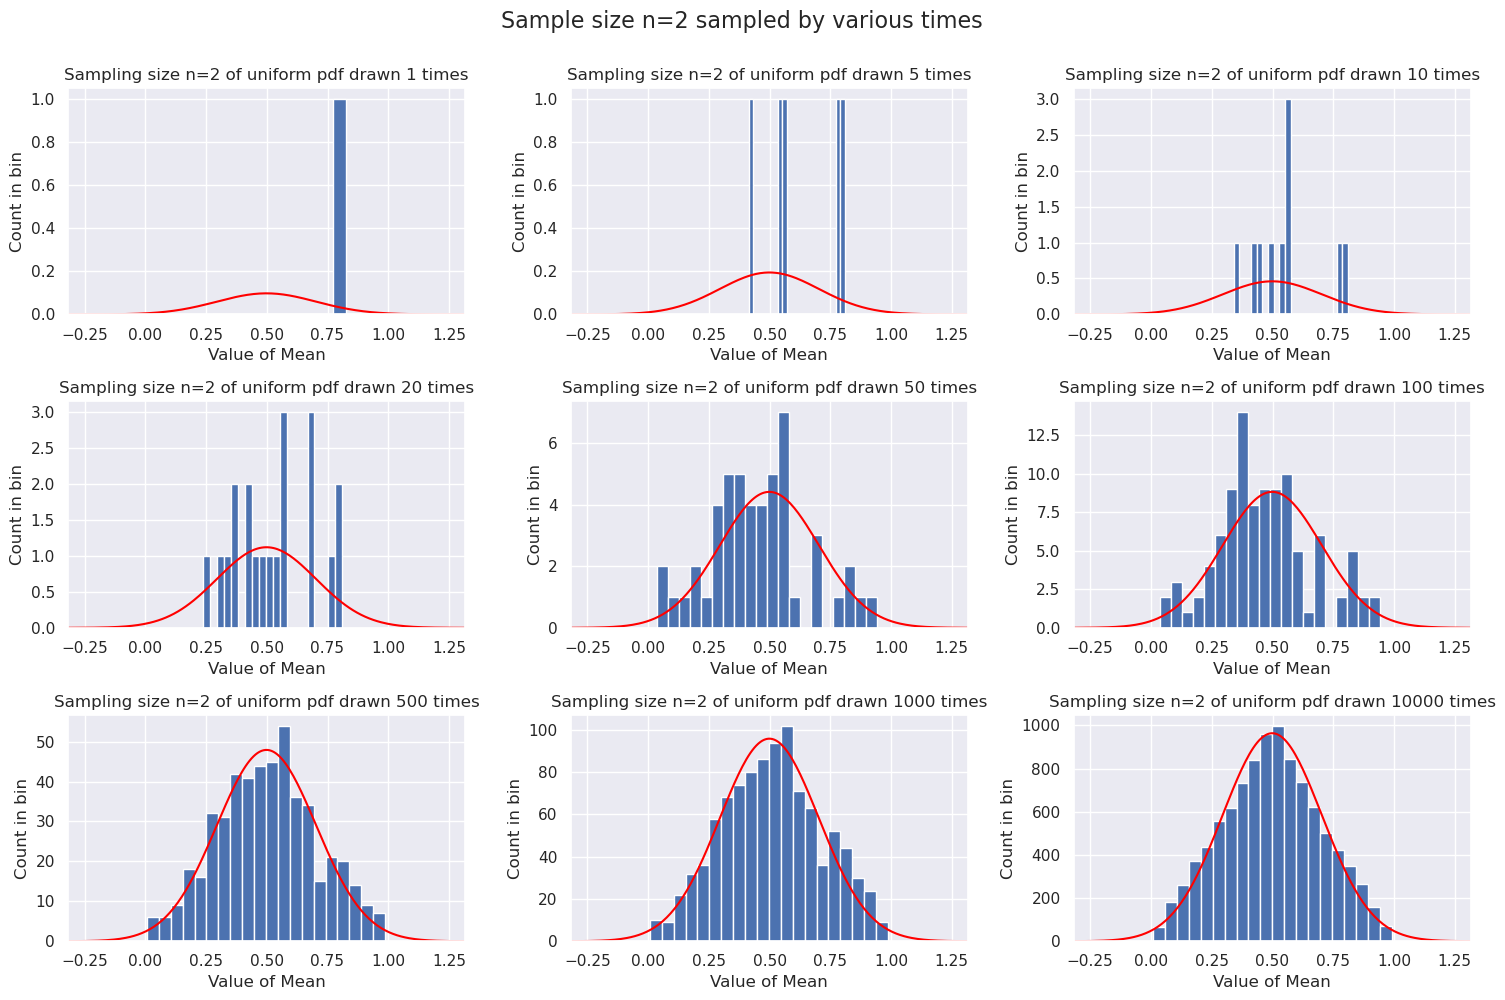 Sample size n=2 sampled by various times
Sampling size n=2 of uniform pdf drawn 1 times
1.0
0.8
0.6
0.4
0.2
0.0
Count in bin
−0.25 0.00 0.25 0.50 0.75 1.00 1.25
Value of Mean
Sampling size n=2 of uniform pdf drawn 5 times
1.0
0.8
0.6
0.4
0.2
0.0
Count in bin
−0.25 0.00 0.25 0.50 0.75 1.00 1.25
Value of Mean
Sampling size n=2 of uniform pdf drawn 10 times
3.0
2.5
2.0
1.5
1.0
0.5
0.0
Count in bin
−0.25 0.00 0.25 0.50 0.75 1.00 1.25
Value of Mean
Sampling size n=2 of uniform pdf drawn 20 times
3.0
2.5
2.0
1.5
1.0
0.5
0.0
Count in bin
−0.25 0.00 0.25 0.50 0.75 1.00 1.25
Value of Mean
Sampling size n=2 of uniform pdf drawn 50 times
6
4
2
0
Count in bin
−0.25 0.00 0.25 0.50 0.75 1.00 1.25
Value of Mean
Sampling size n=2 of uniform pdf drawn 100 times
12.5
10.0
7.5
5.0
2.5
0.0
Count in bin
−0.25 0.00 0.25 0.50 0.75 1.00 1.25
Value of Mean
Sampling size n=2 of uniform pdf drawn 500 times
50
40
30
20
10
0
Count in bin
−0.25 0.00 0.25 0.50 0.75 1.00 1.25
Value of Mean
Sampling size n=2 of uniform pdf drawn 1000 times
100
80
60
40
20
0
Count in bin
−0.25 0.00 0.25 0.50 0.75 1.00 1.25
Value of Mean
Sampling size n=2 of uniform pdf drawn 10000 times
1000
800
600
400
200
0
Count in bin
−0.25 0.00 0.25 0.50 0.75 1.00 1.25
Value of Mean